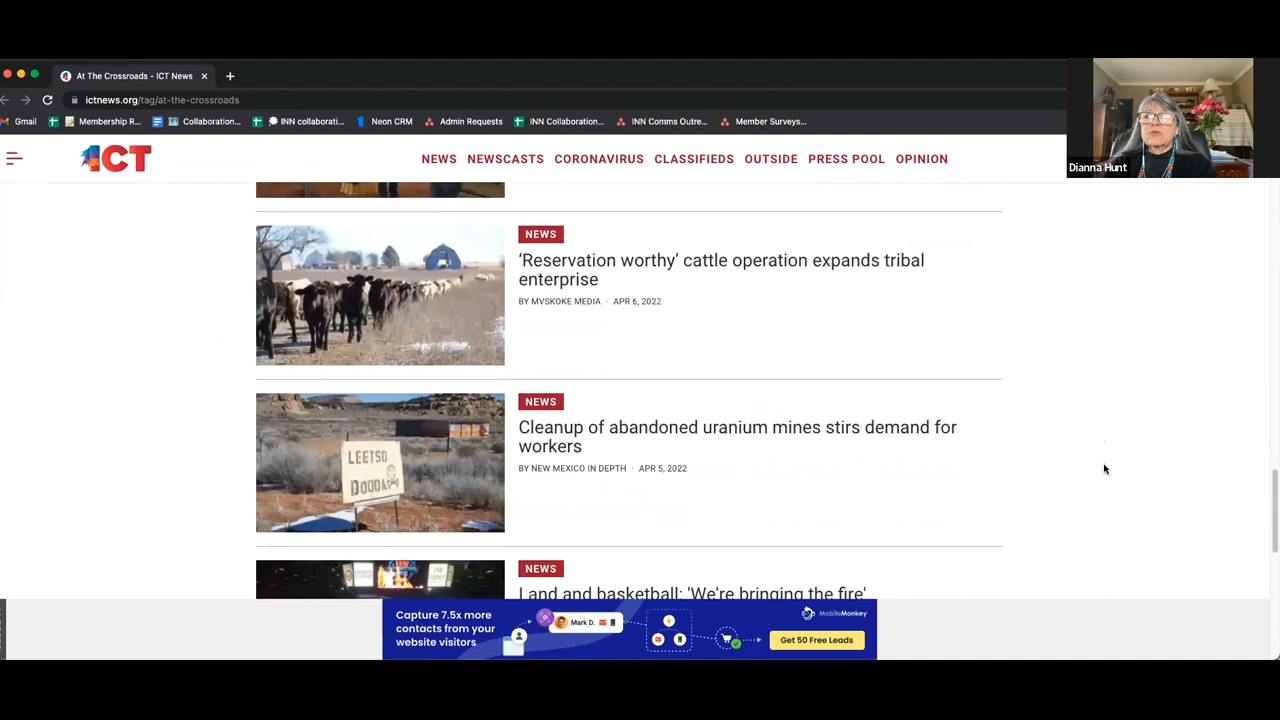 At The Crossroads - ICT News
ictnews.org/tag/at-the-crossroads
Gmail
Membership R...
Collaboration...
INN collaborati...
Neon CRM
Admin Requests
INN Collaboration...
INN Comms Outre...
Member Surveys...
Dianna Hunt
ICT
NEWS NEWSCASTS CORONAVIRUS CLASSIFIEDS OUTSIDE PRESS POOL OPINION
NEWS
‘Reservation worthy’ cattle operation expands tribal
enterprise
BY MVSKOKE MEDIA · APR 6, 2022
LEETSO
DOODA
NEWS
Cleanup of abandoned uranium mines stirs demand for
workers
BY NEW MEXICO IN DEPTH · APR 5, 2022
NEWS
Land and basketball: 'We're bringing the fire'
Capture 7.5x more
contacts from your
website visitors
Mark D.
MobileMonkey
Get 50 Free Leads